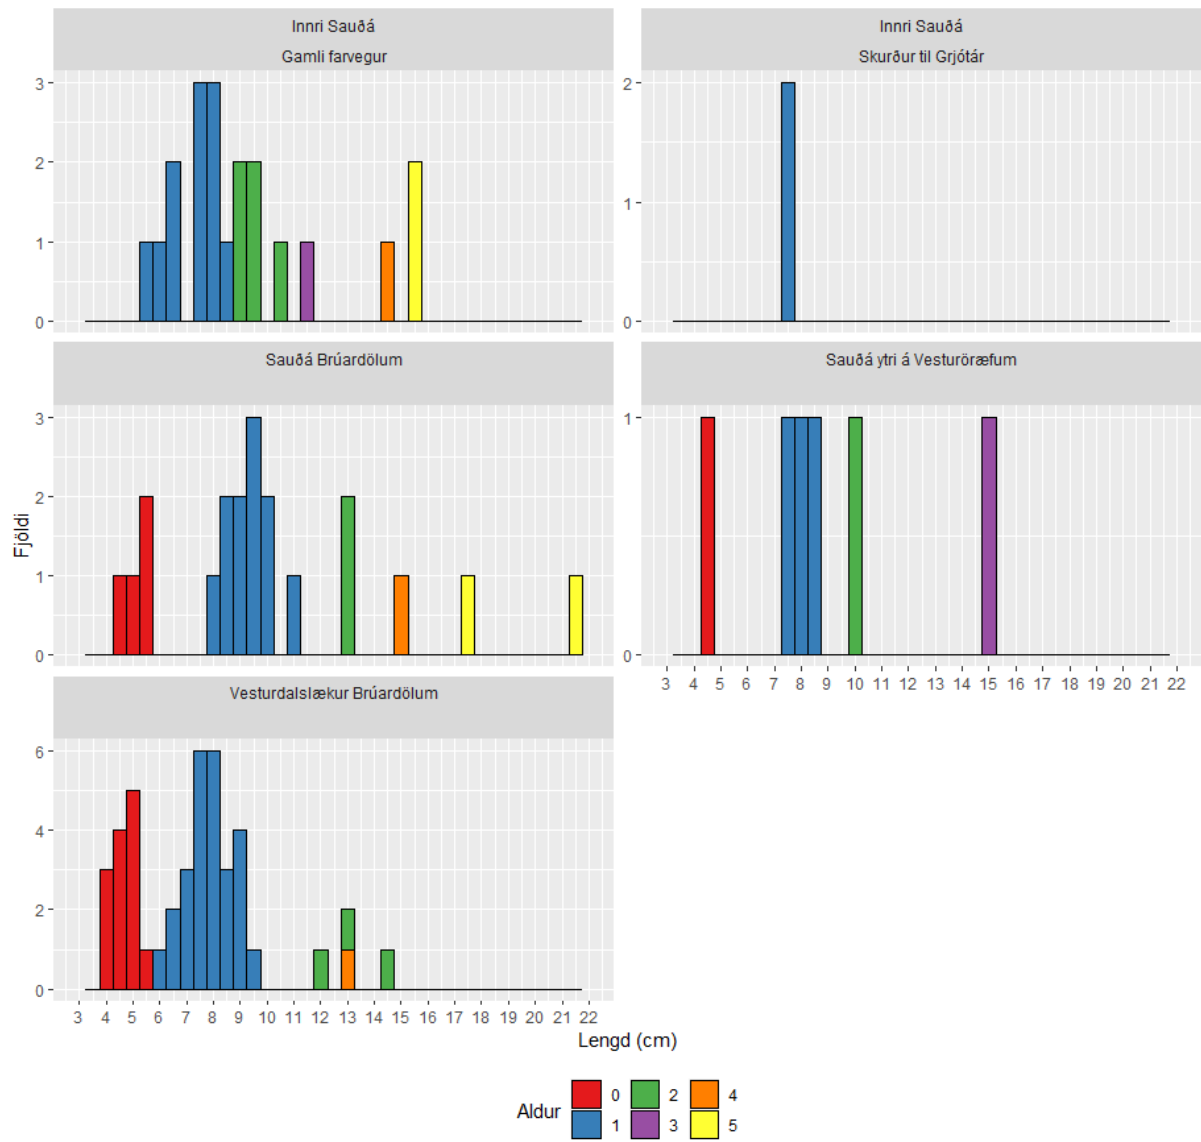 Innri Sauðá
Gamli farvegur
3
2
1
0
Innri Sauðá
Skurður til Grjótár
2
1
0
Sauðá Brúardölum
3
2
1
0
Sauðá ytri á Vesturöræfum
1
0
3 4 5 6 7 8 9 10 11 12 13 14 15 16 17 18 19 20 21 22
Vesturdalslækur Brúardölum
6
4
2
0
3 4 5 6 7 8 9 10 11 12 13 14 15 16 17 18 19 20 21 22
Fjöldi
Lengd (cm)
Aldur
0 2 4
1 3 5